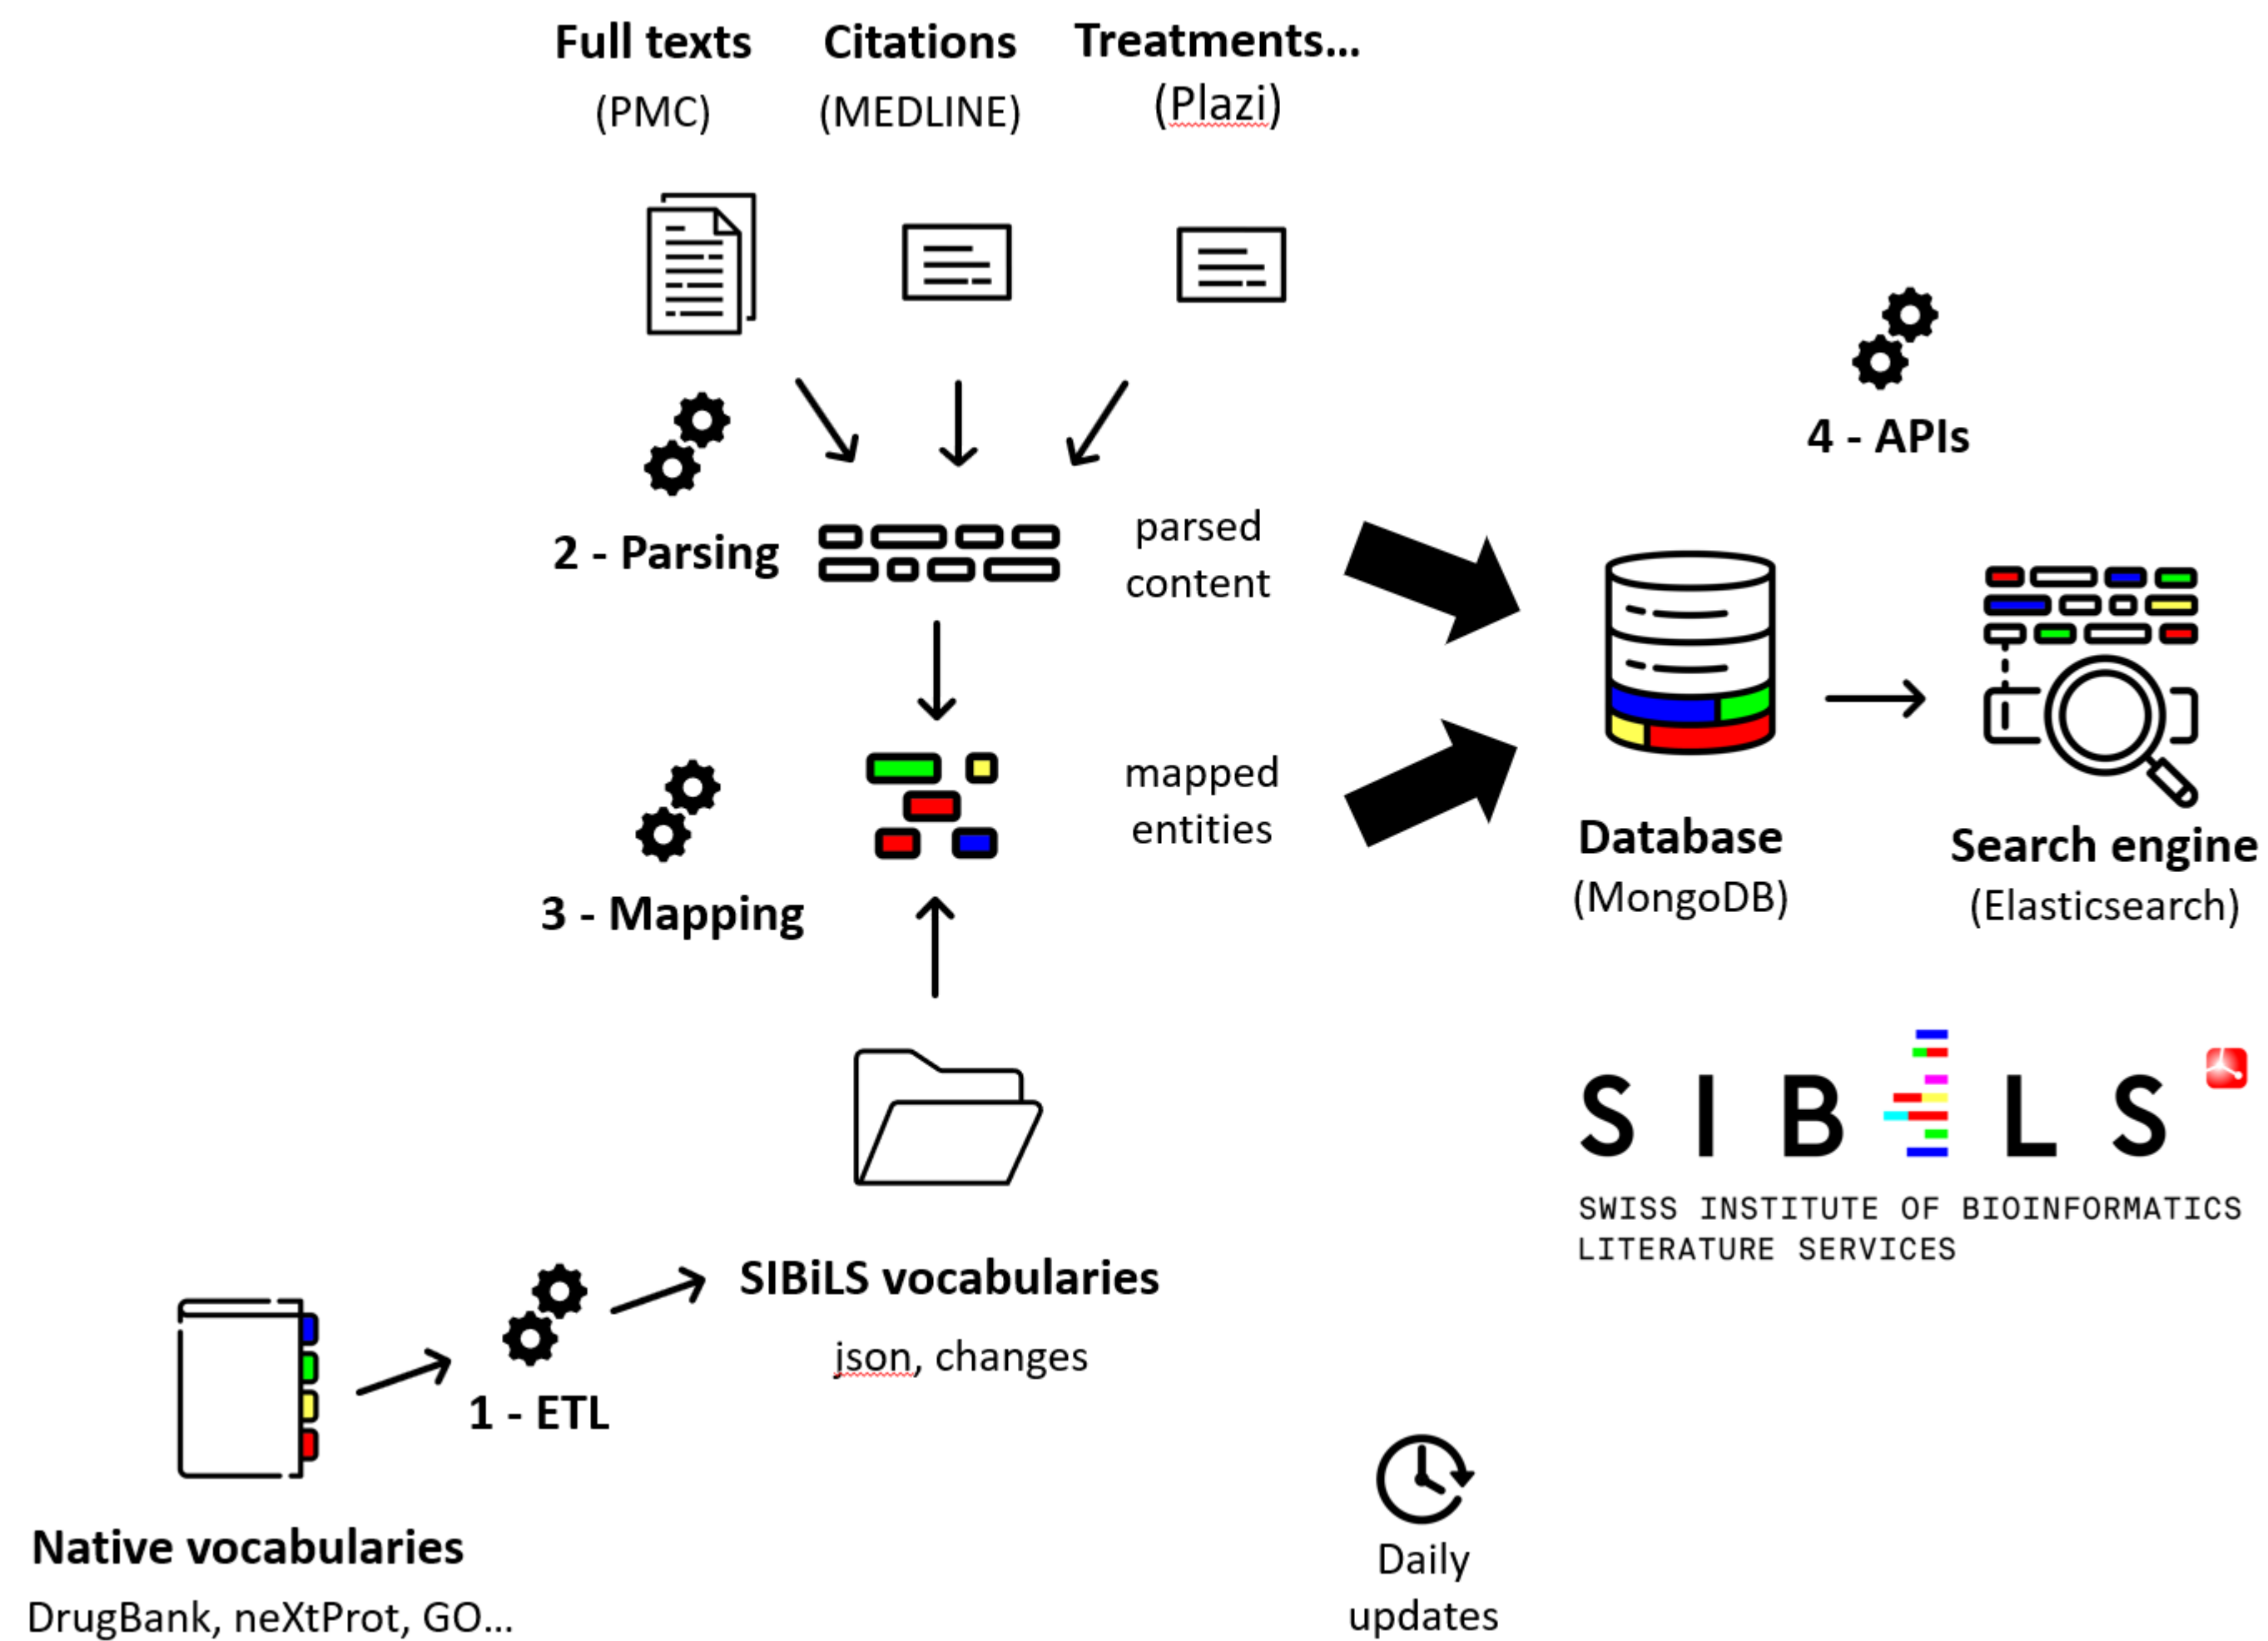 Full texts
(PMC)
Citations
(MEDLINE)
Treatments...
(Plazi)
2 - Parsing
parsed
content
3 - Mapping
mapped
entities
4 - APIs
Database
(MongoDB)
Search engine
(Elasticsearch)
SIBiLS vocabularies
json, changes
1 - ETL
Native vocabularies
DrugBank, neXtProt, GO...
Daily
updates
S I B i L S
SWISS INSTITUTE OF BIOINFORMATICS
LITERATURE SERVICES